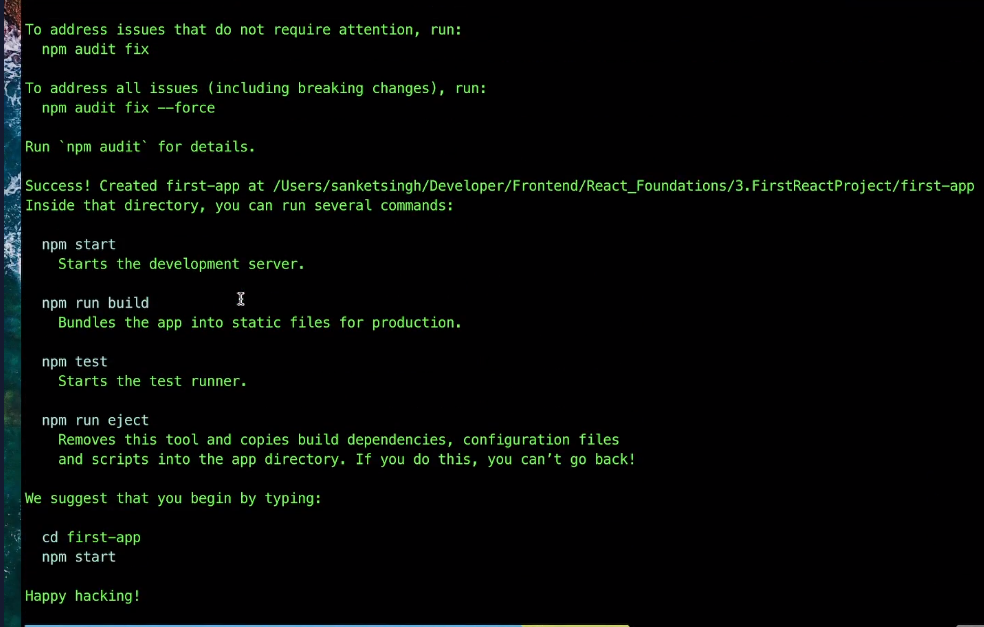 To address issues that do not require attention, run:
npm audit fix
To address all issues (including breaking changes), run:
npm audit fix --force
Run `npm audit` for details.
Success! Created first-app at /Users/sanketsingh/Developer/Frontend/React_Foundations/3.FirstReactProject/first-app
Inside that directory, you can run several commands:
npm start
Starts the development server.
npm run build
Bundles the app into static files for production.
npm test
Starts the test runner.
npm run eject
Removes this tool and copies build dependencies, configuration files
and scripts into the app directory. If you do this, you can’t go back!
We suggest that you begin by typing:
cd first-app
npm start
Happy hacking!